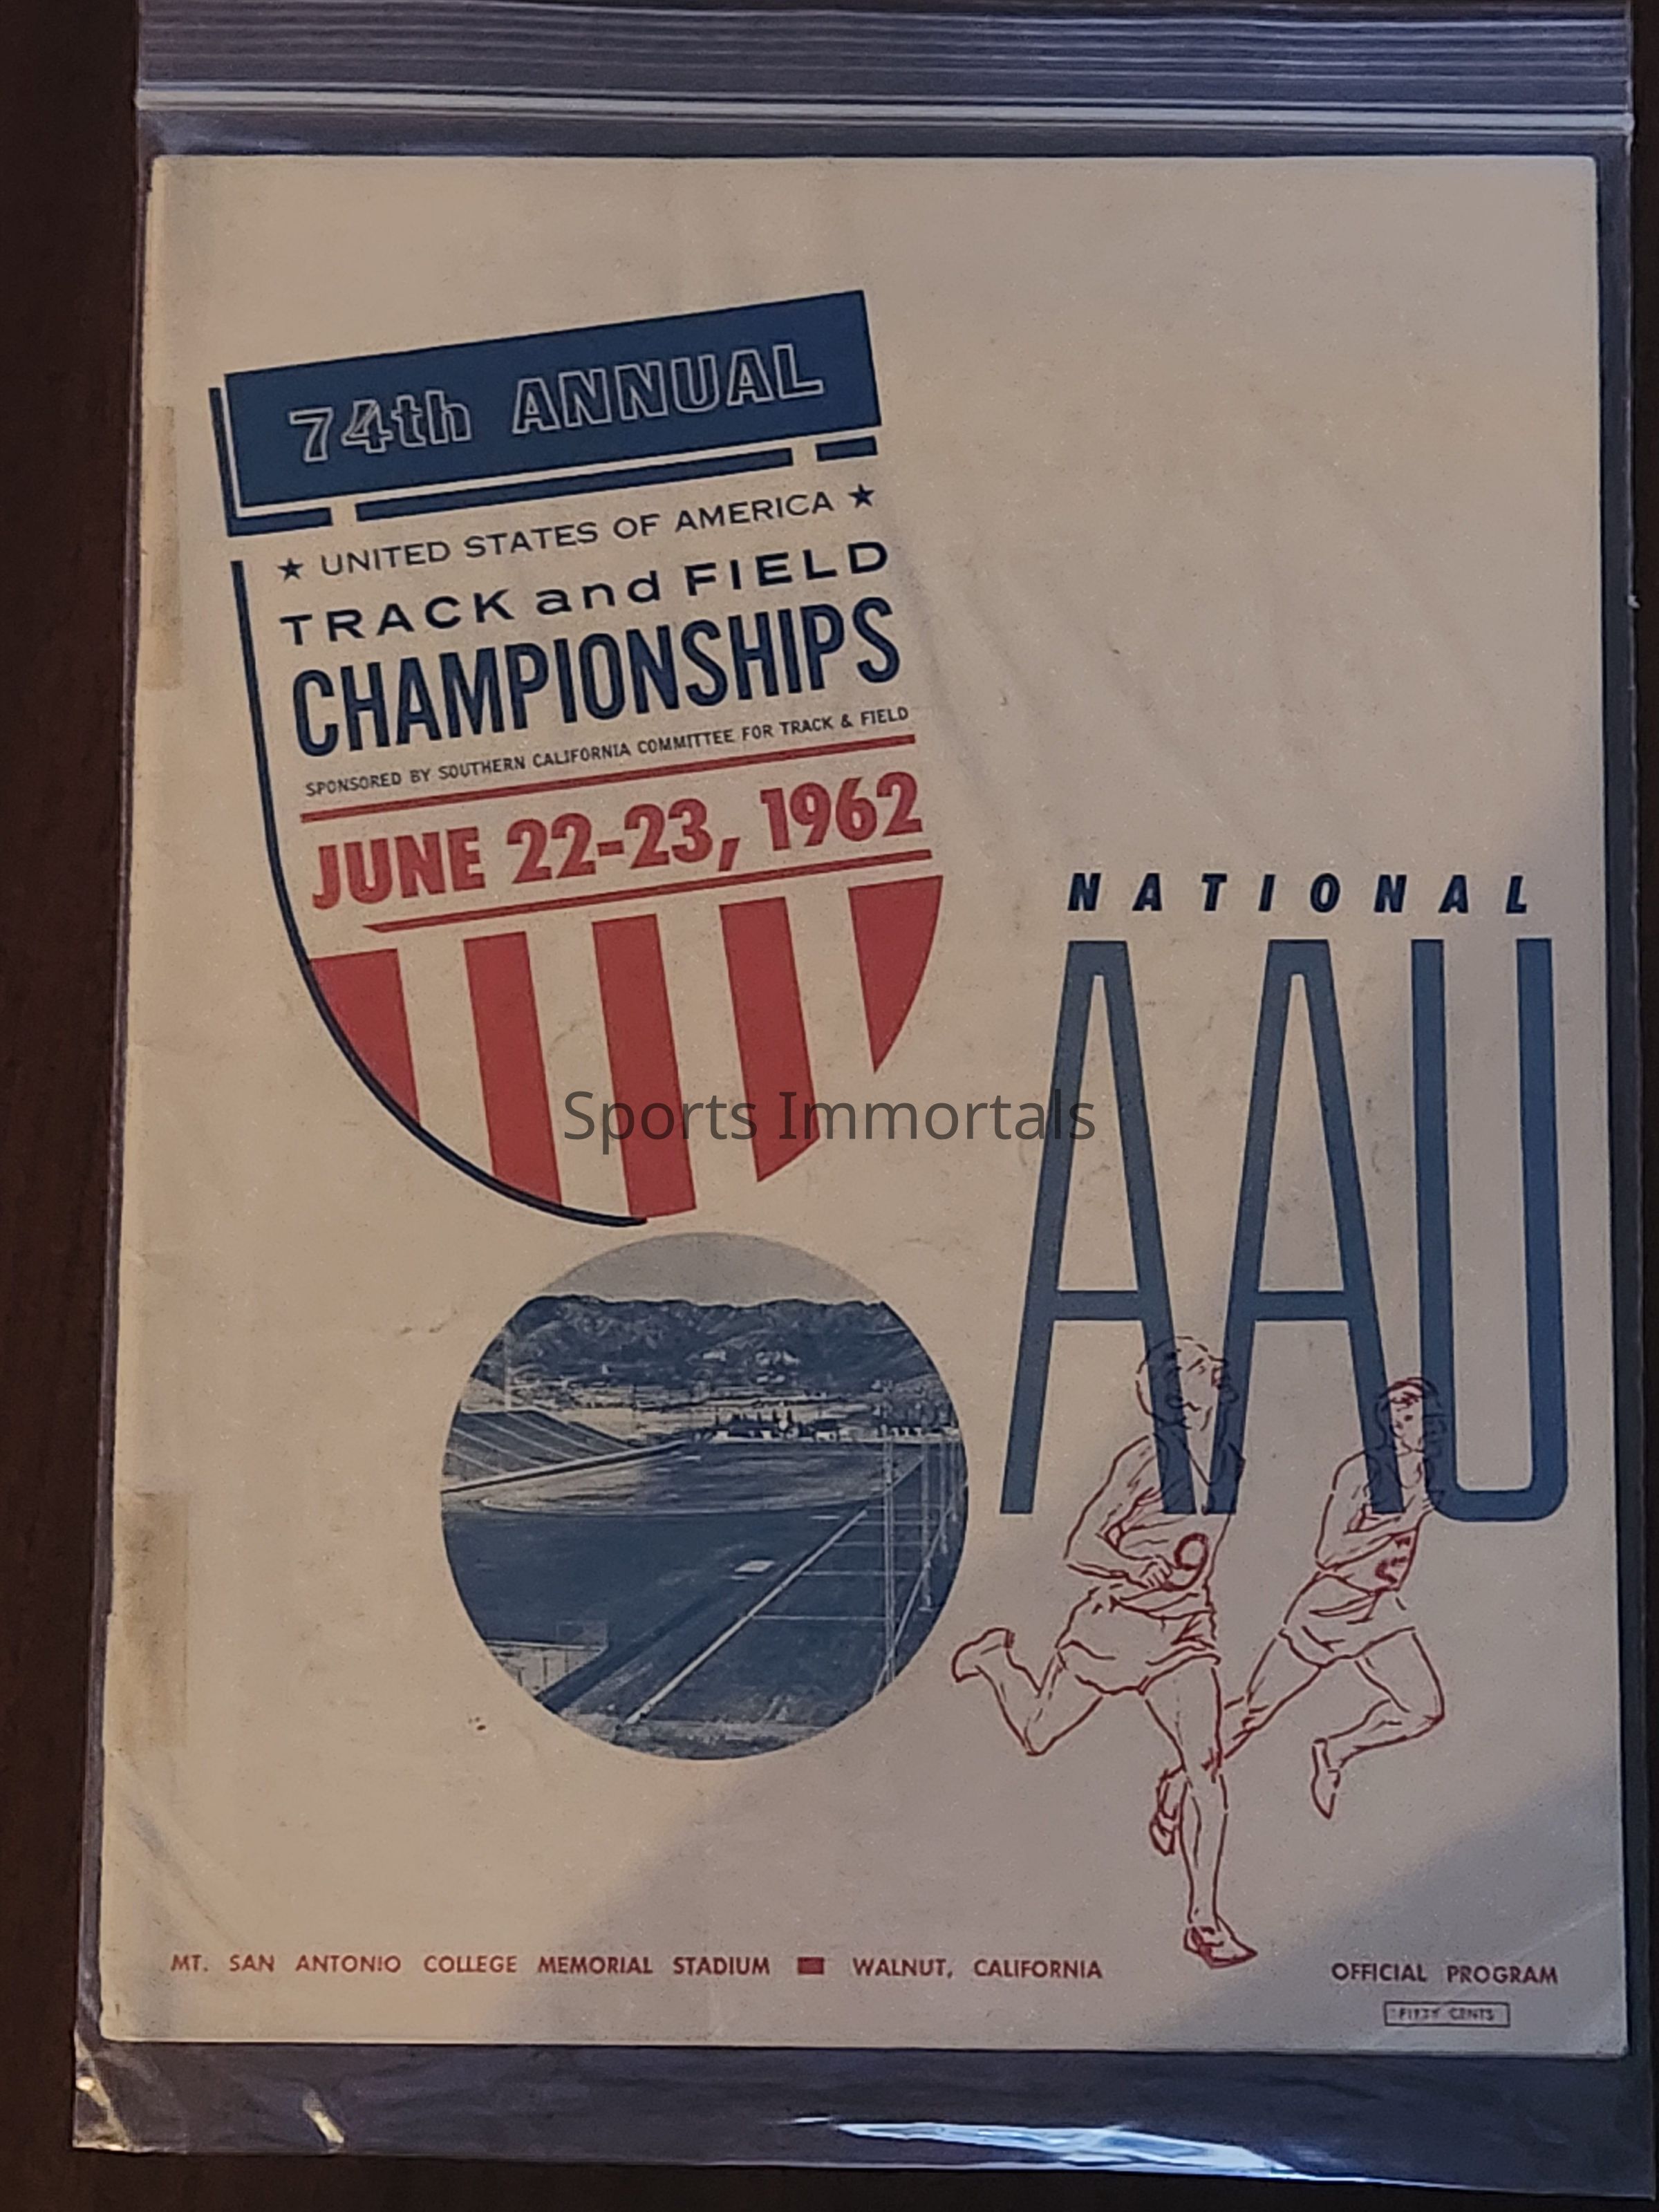 74th ANNUAL
★ UNITED STATES OF AMERICA ★
TRACK and FIELD
CHAMPIONSHIPS
SPONSORED BY SOUTHERN CALIFORNIA COMMITTEE FOR TRACK & FIELD
JUNE 22-23, 1962
NATIONAL
AAU
Sports Immortals
MT. SAN ANTONIO COLLEGE MEMORIAL STADIUM ■ WALNUT, CALIFORNIA
OFFICIAL PROGRAM
FIFTY CENTS